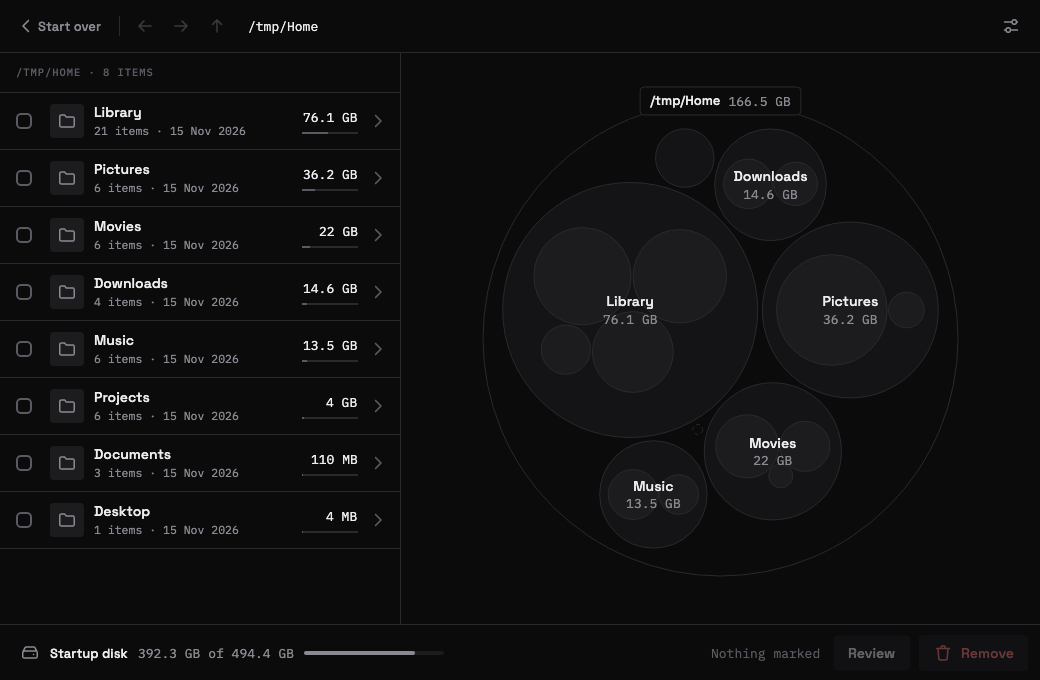 Start over
/tmp/Home
/TMP/HOME · 8 ITEMS
Library
76.1 GB
21 items · 15 Nov 2026
Pictures
36.2 GB
6 items · 15 Nov 2026
Movies
22 GB
6 items · 15 Nov 2026
Downloads
14.6 GB
4 items · 15 Nov 2026
Music
13.5 GB
6 items · 15 Nov 2026
Projects
4 GB
6 items · 15 Nov 2026
Documents
110 MB
3 items · 15 Nov 2026
Desktop
4 MB
1 items · 15 Nov 2026
/tmp/Home 166.5 GB
Downloads
14.6 GB
Library
76.1 GB
Pictures
36.2 GB
Movies
22 GB
Music
13.5 GB
Startup disk 392.3 GB of 494.4 GB
Nothing marked
Review
Remove